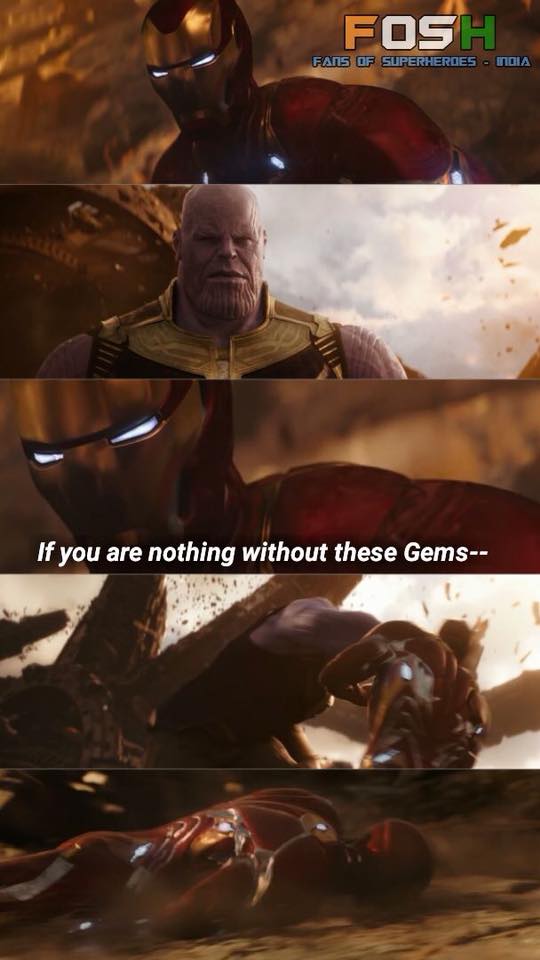 FOSH
FANS OF SUPERHEROES - INDIA
If you are nothing without these Gems--